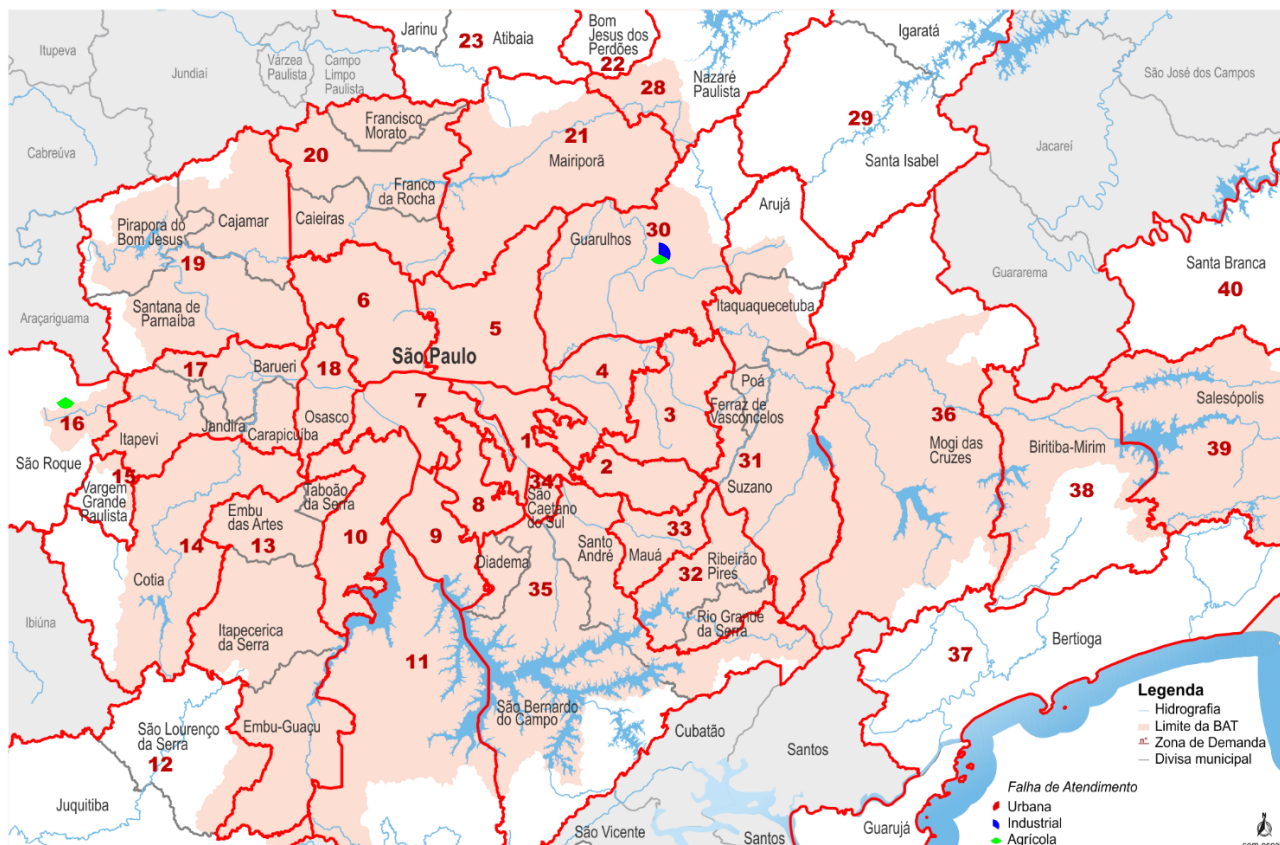 Jarinu
23
Atibaia
Bom
Jesus dos
Perdões
22
Igaratá
Itupeva
Jundiaí
Várzea
Paulista
Campo
Limpo
Paulista
28
Nazaré
Paulista
São José dos Campos
Francisco
Morato
20
21
Mairiporã
29
Santa Isabel
Cabreúva
Jacareí
Franco
da Rocha
Caieiras
Cajamar
Pirapora do
Bom Jesus
19
Arujá
30
Guarulhos
Guararema
Santa Branca
40
Santana de
Parnaíba
6
5
Itaquaquecetuba
Araçariguama
São Paulo
17
Barueri
18
4
Poá
7
3
Ferraz de
Vasconcelos
36
Salesópolis
16
Itapevi
Jandira
Carapicuíba
Osasco
1
Mogi das
Cruzes
Biritiba-Mirim
39
São Roque
15
2
31
Suzano
Vargem
Grande
Paulista
Taboão
da Serra
34
São
Caetano
do Sul
8
38
Embu
das Artes
13
14
10
9
33
Santo
André
Mauá
Diadema
32
Ribeirão
Pires
Cotia
35
Ibiúna
Itapecerica
da Serra
Rio Grande
da Serra
Bertioga
37
11
São Bernardo
do Campo
São Lourenço
da Serra
12
Embu-Guaçu
Cubatão
Santos
Juquitiba
São Vicente
Santos
Guarujá
Legenda
Hidrografia
Limite da BAT
nº Zona de Demanda
Divisa municipal
Falha de Atendimento
Urbana
Industrial
Agrícola